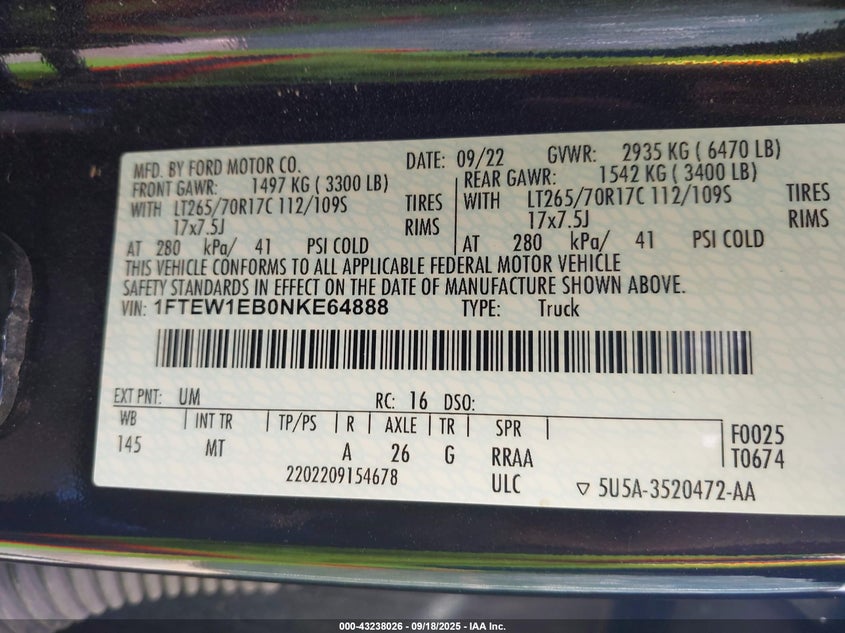 MFD. BY FORD MOTOR CO. DATE: 09/22 GVWR: 2935 KG ( 6470 LB)
FRONT GAWR: 1497 KG ( 3300 LB) REAR GAWR: 1542 KG ( 3400 LB)
WITH LT265/70R17C 112/109S TIRES WITH LT265/70R17C 112/109S TIRES
17x7.5J RIMS 17x7.5J RIMS
AT 280 kPa/ 41 PSI COLD AT 280 kPa/ 41 PSI COLD
THIS VEHICLE CONFORMS TO ALL APPLICABLE FEDERAL MOTOR VEHICLE
SAFETY STANDARDS IN EFFECT ON THE DATE OF MANUFACTURE SHOWN ABOVE.
VIN: 1FTEW1EB0NKE64888 TYPE: Truck
EXT PNT: UM RC: 16 DSO:
WB INT TR TP/PS R AXLE TR SPR F0025
145 MT A 26 G RRAA T0674
2202209154678 ULC ▽ 5U5A-3520472-AA
000-43238026 - 09/18/2025 - IAA Inc.